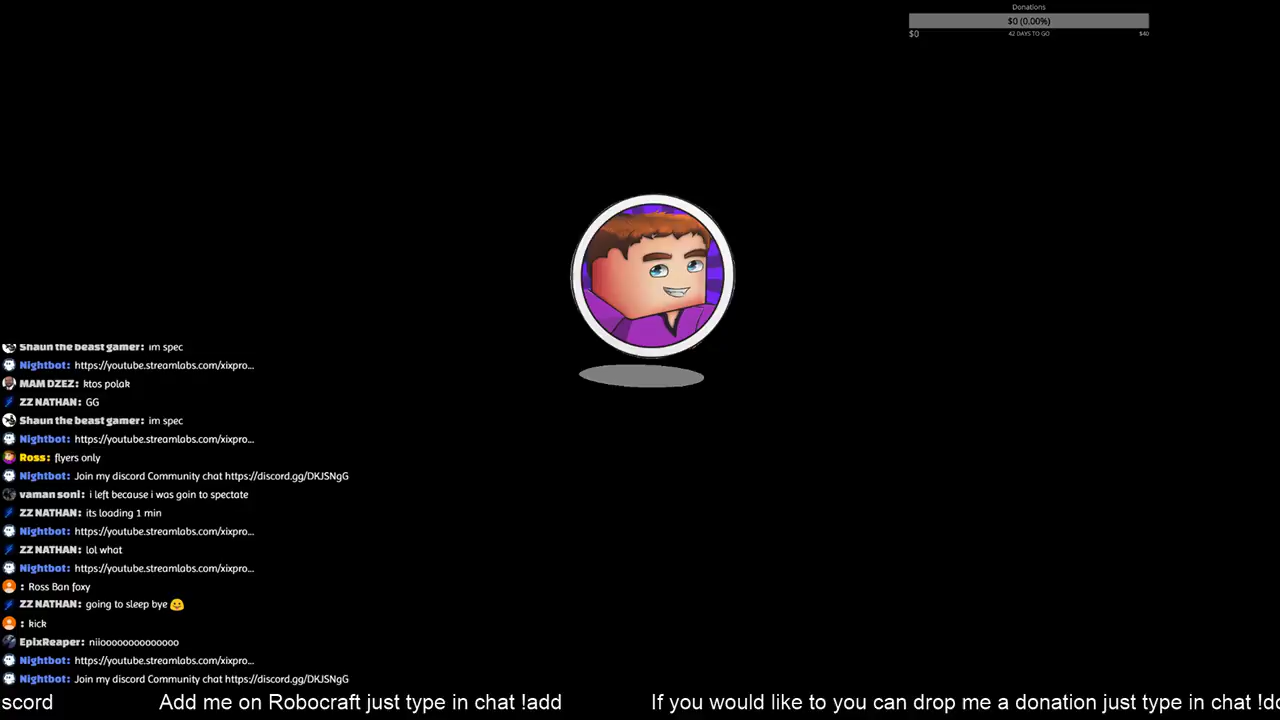 Donations
$0 (0.00%)
$0 42 DAYS TO GO $40
Shaun the beast gamer: im spec
Nightbot: https://youtube.streamlabs.com/xixpro...
MAM DZEZ: ktos polak
ZZ NATHAN: GG
Shaun the beast gamer: im spec
Nightbot: https://youtube.streamlabs.com/xixpro...
Ross: flyers only
Nightbot: Join my discord Community chat https://discord.gg/DKJSNgG
vaman soni: i left because i was goin to spectate
ZZ NATHAN: its loading 1 min
Nightbot: https://youtube.streamlabs.com/xixpro...
ZZ NATHAN: lol what
Nightbot: https://youtube.streamlabs.com/xixpro...
: Ross Ban foxy
ZZ NATHAN: going to sleep bye
: kick
EpixReaper: niiooooooooooooo
Nightbot: https://youtube.streamlabs.com/xixpro...
Nightbot: Join my discord Community chat https://discord.gg/DKJSNgG
scord Add me on Robocraft just type in chat !add If you would like to you can drop me a donation just type in chat !do